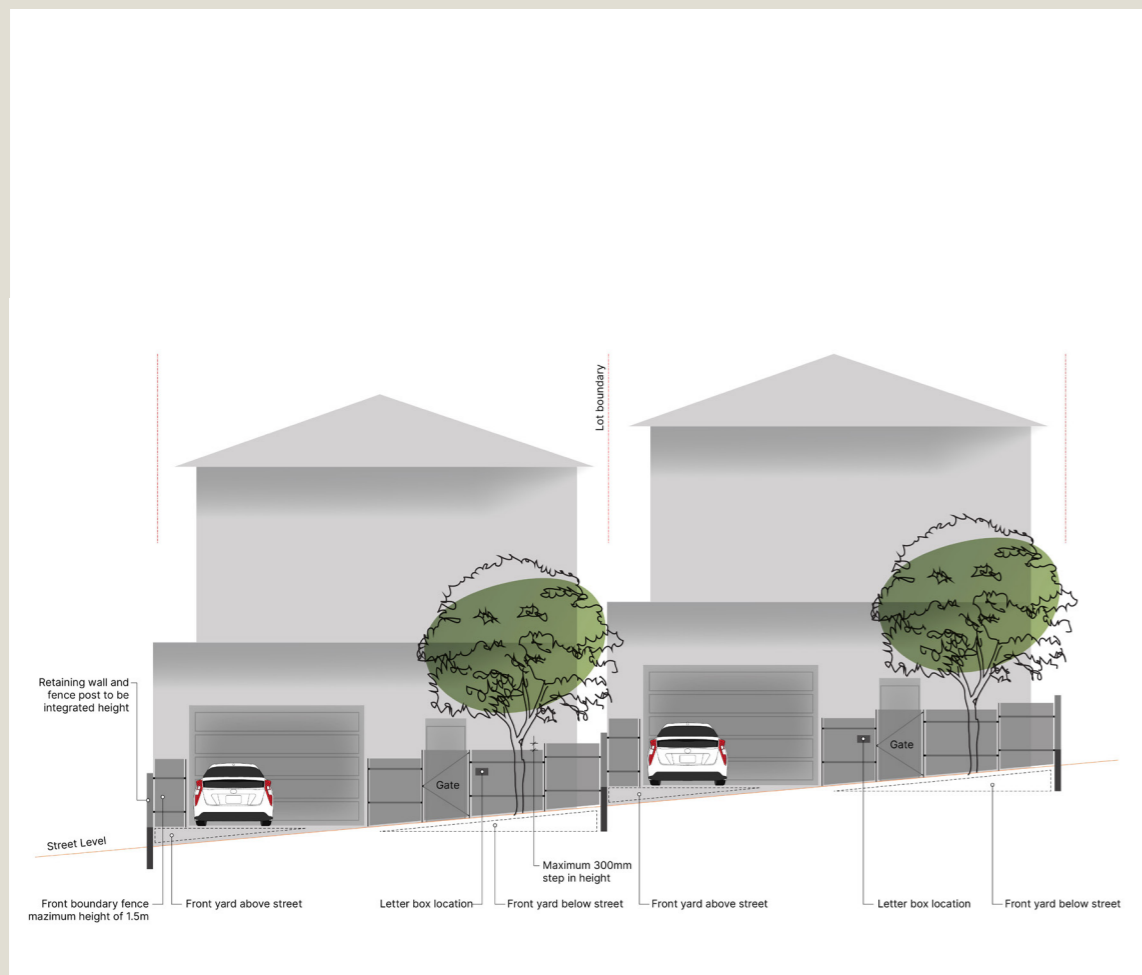 Lot boundary
Retaining wall and
fence post to be
integrated height
Gate
Gate
Street Level
Maximum 300mm
step in height
Front boundary fence
mazimum height of 1.5m
Front yard above street
Letter box location
Front yard below street
Front yard above street
Letter box location
Front yard below street